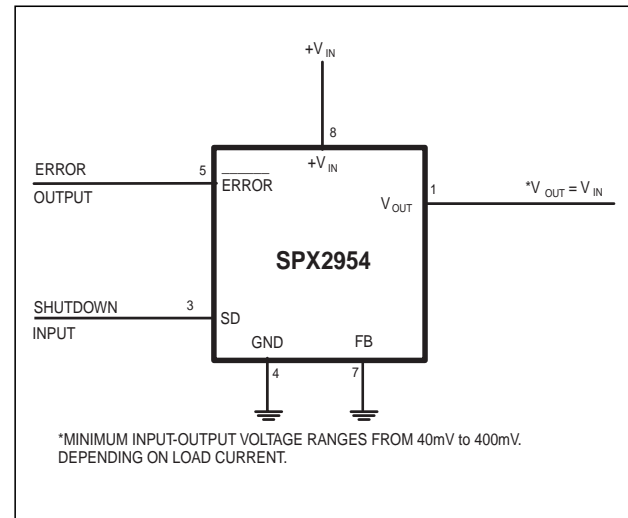 +V IN
8
+V IN
ERROR
5
ERROR
OUTPUT
1
*V OUT = V IN
V OUT
SPX2954
SHUTDOWN
3
SD
INPUT
GND
FB
4
7
*MINIMUM INPUT-OUTPUT VOLTAGE RANGES FROM 40mV to 400mV.
DEPENDING ON LOAD CURRENT.